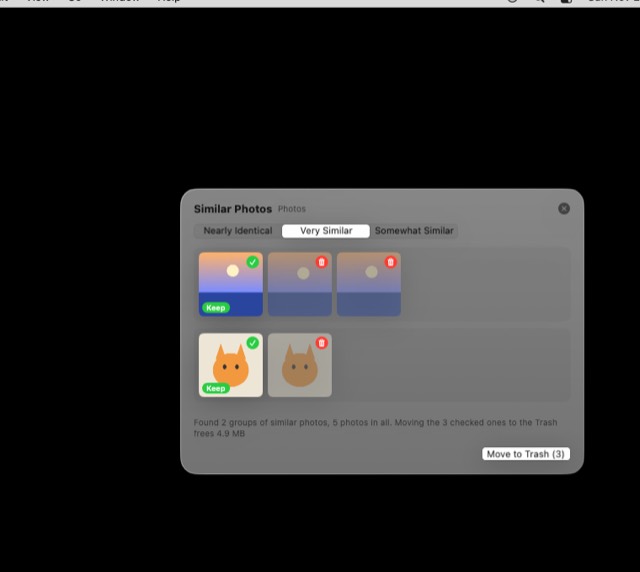 Similar Photos Photos
Nearly Identical Very Similar Somewhat Similar
Keep
Keep
Found 2 groups of similar photos, 5 photos in all. Moving the 3 checked ones to the Trash
frees 4.9 MB
Move to Trash (3)